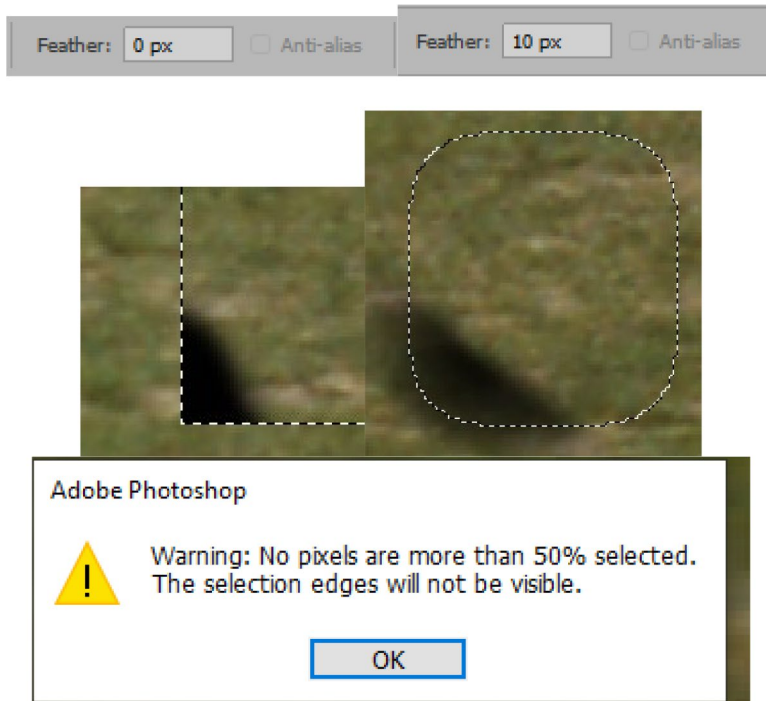 Feather: 0 px Anti-alias Feather: 10 px Anti-alias
Adobe Photoshop
Warning: No pixels are more than 50% selected.
The selection edges will not be visible.
OK